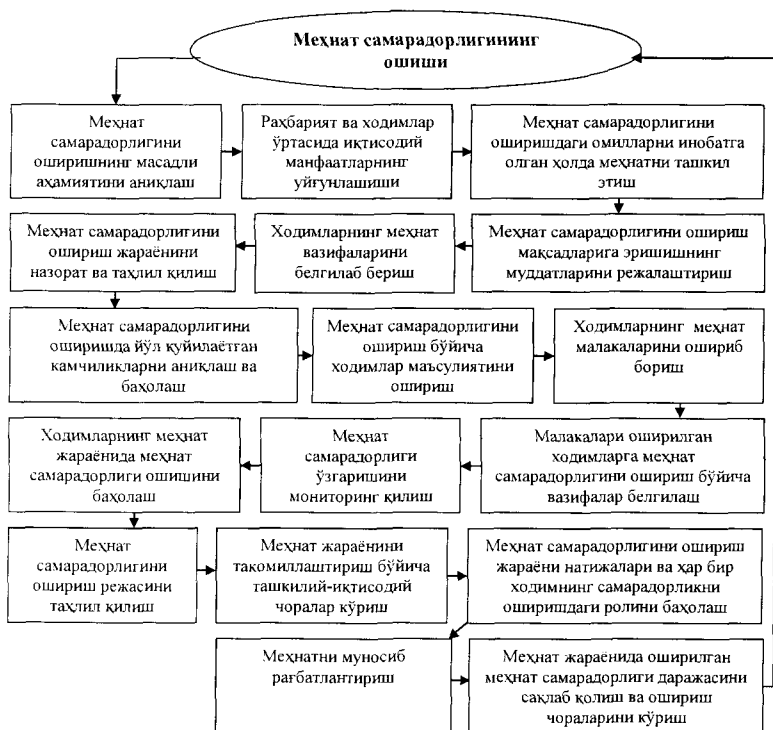 Меҳнат самарадорлигининг
ошиши
Меҳнат
самарадорлигини
оширишнинг масадли
аҳамиятини аниқлаш
Раҳбарият ва ходимлар
ўртасида иқтисодий
манфаатларнинг
уйғунлашиши
Меҳнат самарадорлигини
оширишдаги омилларни инобатга
олган ҳолда меҳнатни ташкил
этиш
Меҳнат самарадорлигини ошириш
мақсадларига эришишнинг
муддатларини режалаштириш
Ходимларнинг меҳнат
вазифаларини
белгилаб бериш
Меҳнат самарадорлигини
ошириш жараёнини
назорат ва таҳлил қилиш
Меҳнат самарадорлигини
оширишда йўл қуйилаётган
камчиликларни аниқлаш ва
баҳолаш
Меҳнат самарадорлигини
ошириш бўйича
ходимлар маъсулиятини
ошириш
Ходимларнинг меҳнат
малакаларини ошириб
бориш
Малакалари оширилган
ходимларга меҳнат
самарадорлигини ошириш бўйича
вазифалар белгилаш
Меҳнат
самарадорлиги
ўзгаришини
мониторинг қилиш
Ходимларнинг меҳнат
жараёнида меҳнат
самарадорлиги ошишини
баҳолаш
Меҳнат
самарадорлигини
ошириш режасини
таҳлил қилиш
Меҳнат жараёнини
такомиллаштириш бўйича
ташкилий-иқтисодий
чоралар кўриш
Меҳнат самарадорлигини ошириш
жараёни натижалари ва ҳар бир
ходимнинг самарадорликни
оширишдаги ролини баҳолаш
Меҳнатни муносиб
рағбатлантириш
Меҳнат жараёнида оширилган
меҳнат самарадорлиги даражасини
сақлаб қолиш ва ошириш
чораларини кўриш